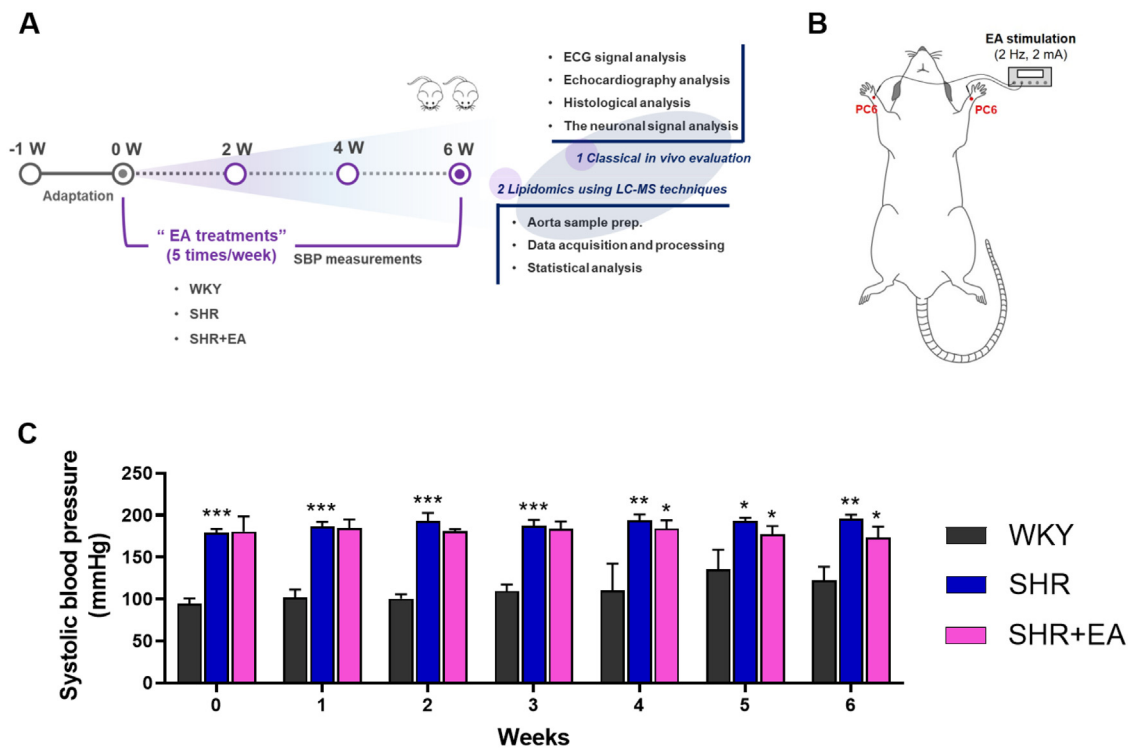 A
-1 W
0 W
2 W
4 W
6 W
Adaptation
“ EA treatments”
(5 times/week)
SBP measurements
• WKY
• SHR
• SHR+EA
• ECG signal analysis
• Echocardiography analysis
• Histological analysis
• The neuronal signal analysis
1 Classical in vivo evaluation
2 Lipidomics using LC-MS techniques
• Aorta sample prep.
• Data acquisition and processing
• Statistical analysis
B
EA stimulation
(2 Hz, 2 mA)
PC6
PC6
C
Systolic blood pressure
(mmHg)
250
200
150
100
50
0
*** *** *** *** ** * * * ** *
0 1 2 3 4 5 6
Weeks
WKY
SHR
SHR+EA